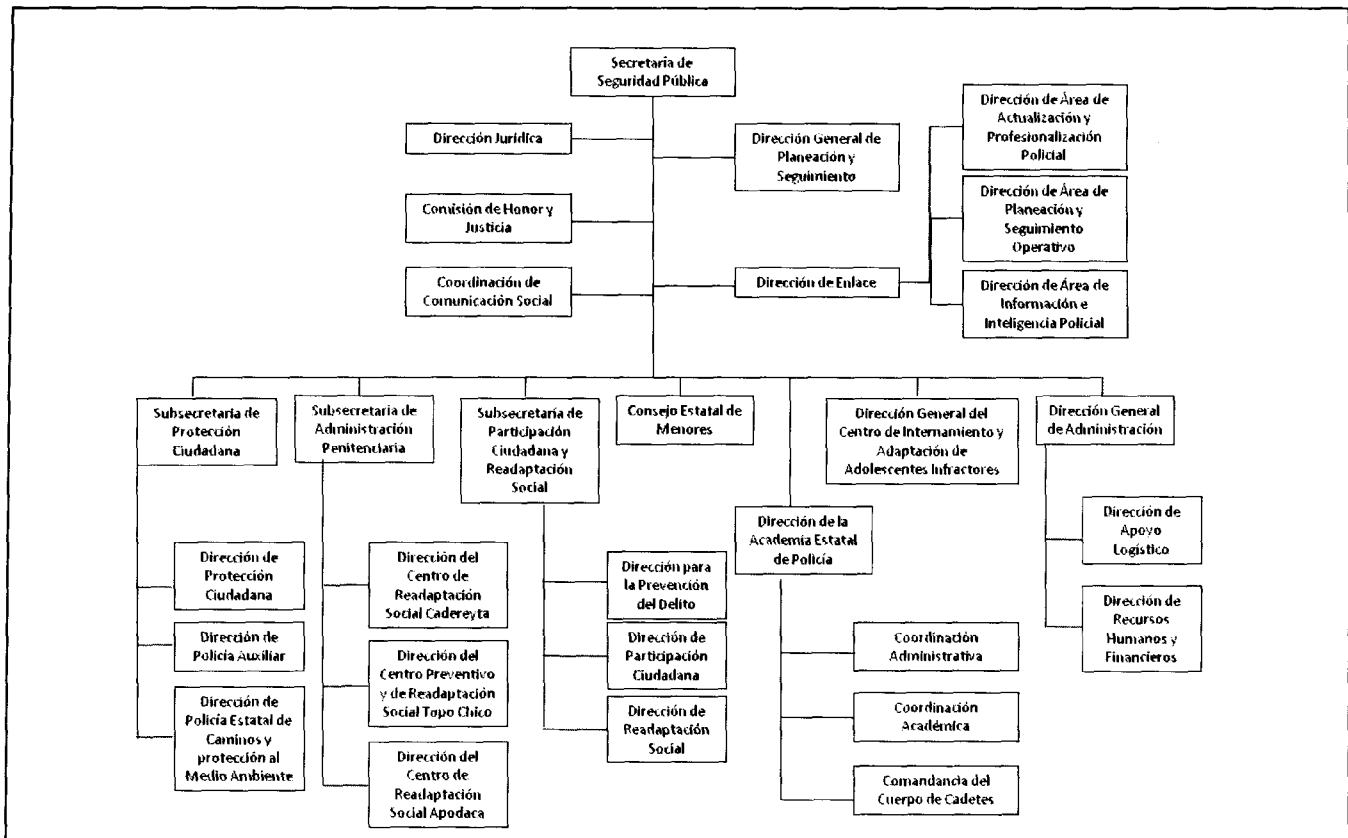 Secretaría de
Seguridad Pública
Dirección Jurídica
Dirección General de
Planeación y
Seguimiento
Comisión de Honor y
Justicia
Coordinación de
Comunicación Social
Dirección de Enlace
Dirección de Área de
Actualización y
Profesionalización
Policial
Dirección de Área de
Planeación y
Seguimiento
Operativo
Dirección de Área de
Información e
Inteligencia Policial
Subsecretaría de
Protección
Ciudadana
Dirección de
Protección
Ciudadana
Dirección de
Policía Auxiliar
Dirección de
Policía Estatal de
Caminos y
protección al
Medio Ambiente
Subsecretaría de
Administración
Penitenciaria
Dirección del
Centro de
Readaptación
Social Cadereyta
Dirección del
Centro Preventivo
y de Readaptación
Social Topo Chico
Dirección del
Centro de
Readaptación
Social Apodaca
Subsecretaría de
Participación
Ciudadana y
Readaptación
Social
Dirección para
la Prevención
del Delito
Dirección de
Participación
Ciudadana
Dirección de
Readaptación
Social
Consejo Estatal de
Menores
Dirección de la
Academia Estatal
de Policía
Coordinación
Administrativa
Coordinación
Académica
Comandancia del
Cuerpo de Cadetes
Dirección General del
Centro de Internamiento y
Adaptación de
Adolescentes Infractores
Dirección General
de Administración
Dirección de
Apoyo
Logístico
Dirección de
Recursos
Humanos y
Financieros